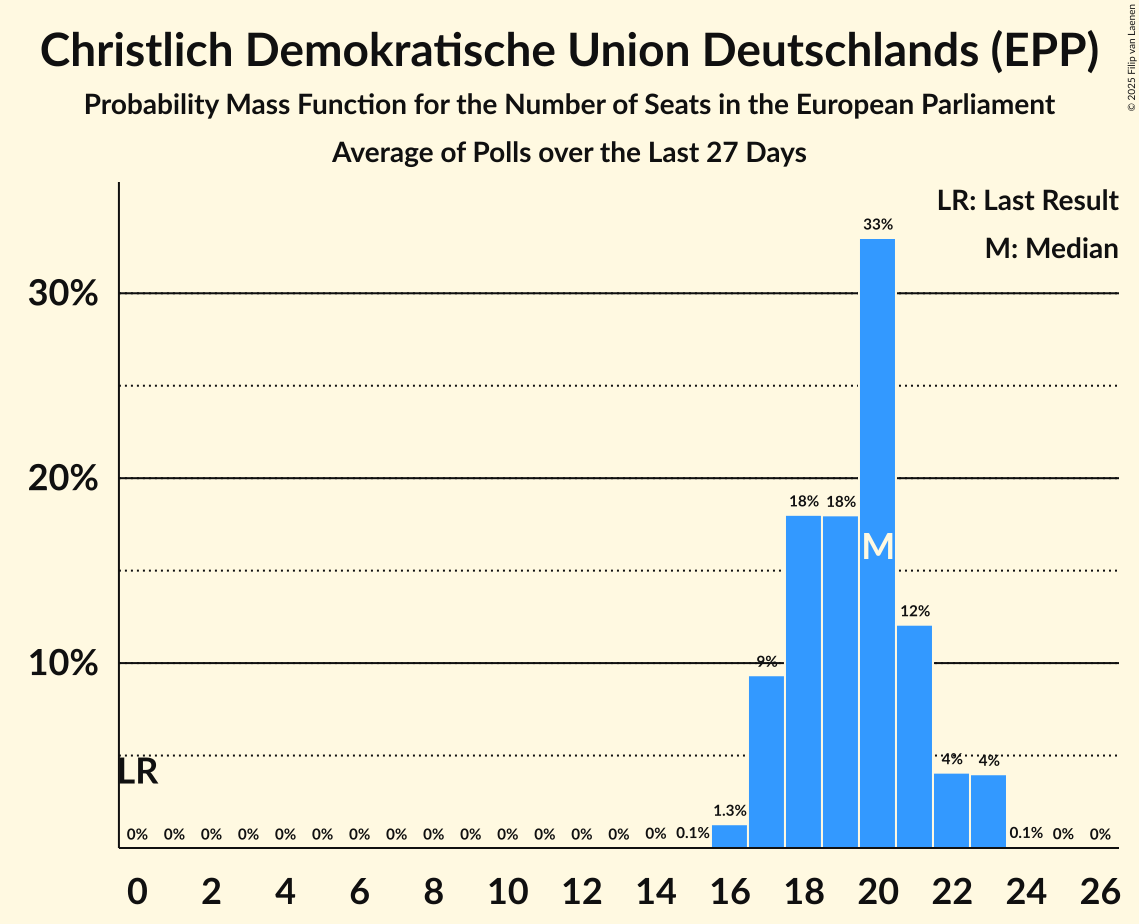 Christlich Demokratische Union Deutschlands (EPP)
Probability Mass Function for the Number of Seats in the European Parliament
Average of Polls over the Last 27 Days
© 2025 Filip van Laenen
LR: Last Result
M: Median
33%
30%
20%
18% 18%
M
12%
10%
9%
LR
4% 4%
1.3%
0% 0% 0% 0% 0% 0% 0% 0% 0% 0% 0% 0% 0% 0% 0% 0.1% 0.1% 0% 0%
0 2 4 6 8 10 12 14 16 18 20 22 24 26